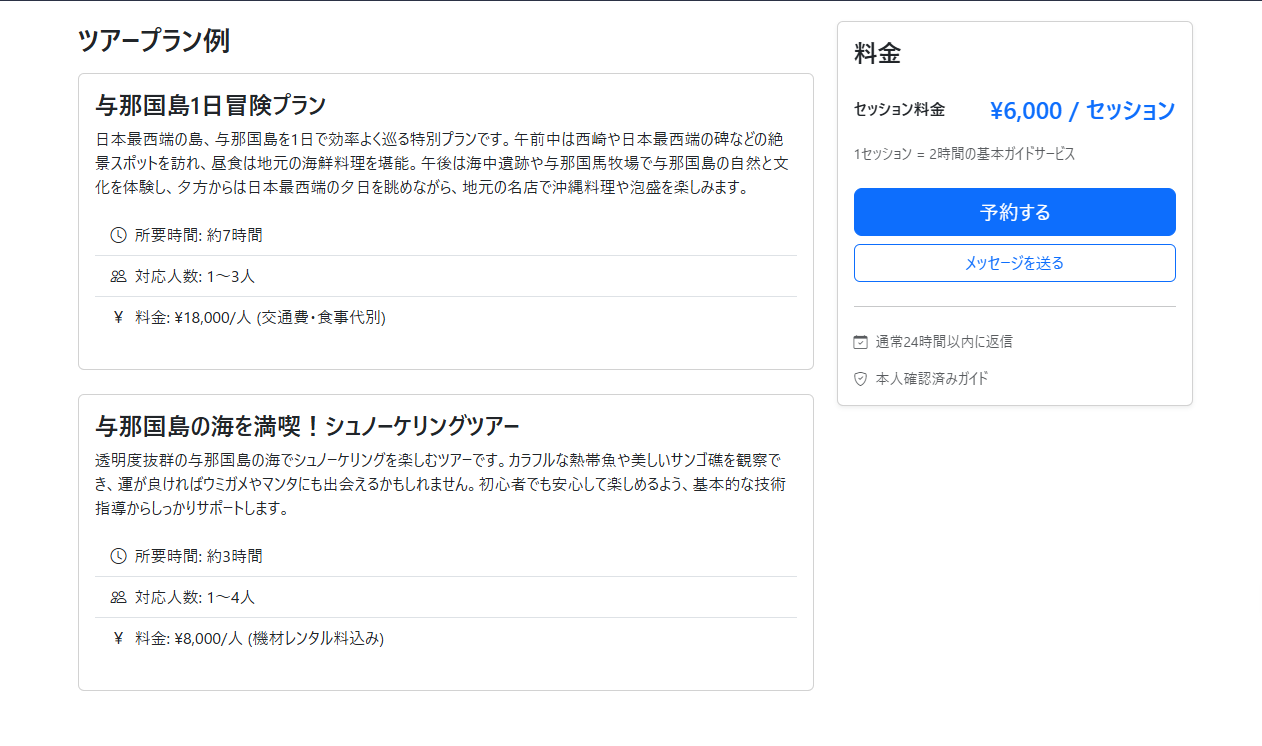 ツアープラン例
与那国島1日冒険プラン
日本最西端の島、与那国島を1日で効率よく巡る特別プランです。午前中は西崎や日本最西端の碑などの絶
景スポットを訪れ、昼食は地元の海鮮料理を堪能。午後は海中遺跡や与那国馬牧場で与那国島の自然と文
化を体験し、夕方からは日本最西端の夕日を眺めながら、地元の名店で沖縄料理や泡盛を楽しみます。
所要時間: 約7時間
対応人数: 1～3人
¥ 料金: ¥18,000/人 (交通費・食事代別)
与那国島の海を満喫！シュノーケリングツアー
透明度抜群の与那国島の海でシュノーケリングを楽しむツアーです。カラフルな熱帯魚や美しいサンゴ礁を観察で
き、運が良ければウミガメやマンタにも出会えるかもしれません。初心者でも安心して楽しめるよう、基本的な技術
指導からしっかりサポートします。
所要時間: 約3時間
対応人数: 1～4人
¥ 料金: ¥8,000/人 (機材レンタル料込み)
料金
セッション料金 ¥6,000 / セッション
1セッション = 2時間の基本ガイドサービス
予約する
メッセージを送る
通常24時間以内に返信
本人確認済みガイド